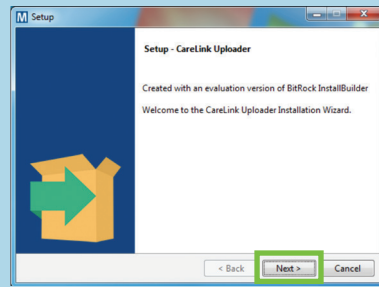 M Setup
Setup - CareLink Uploader
Created with an evaluation version of BitRock InstallBuilder
Welcome to the CareLink Uploader Installation Wizard.
< Back Next > Cancel